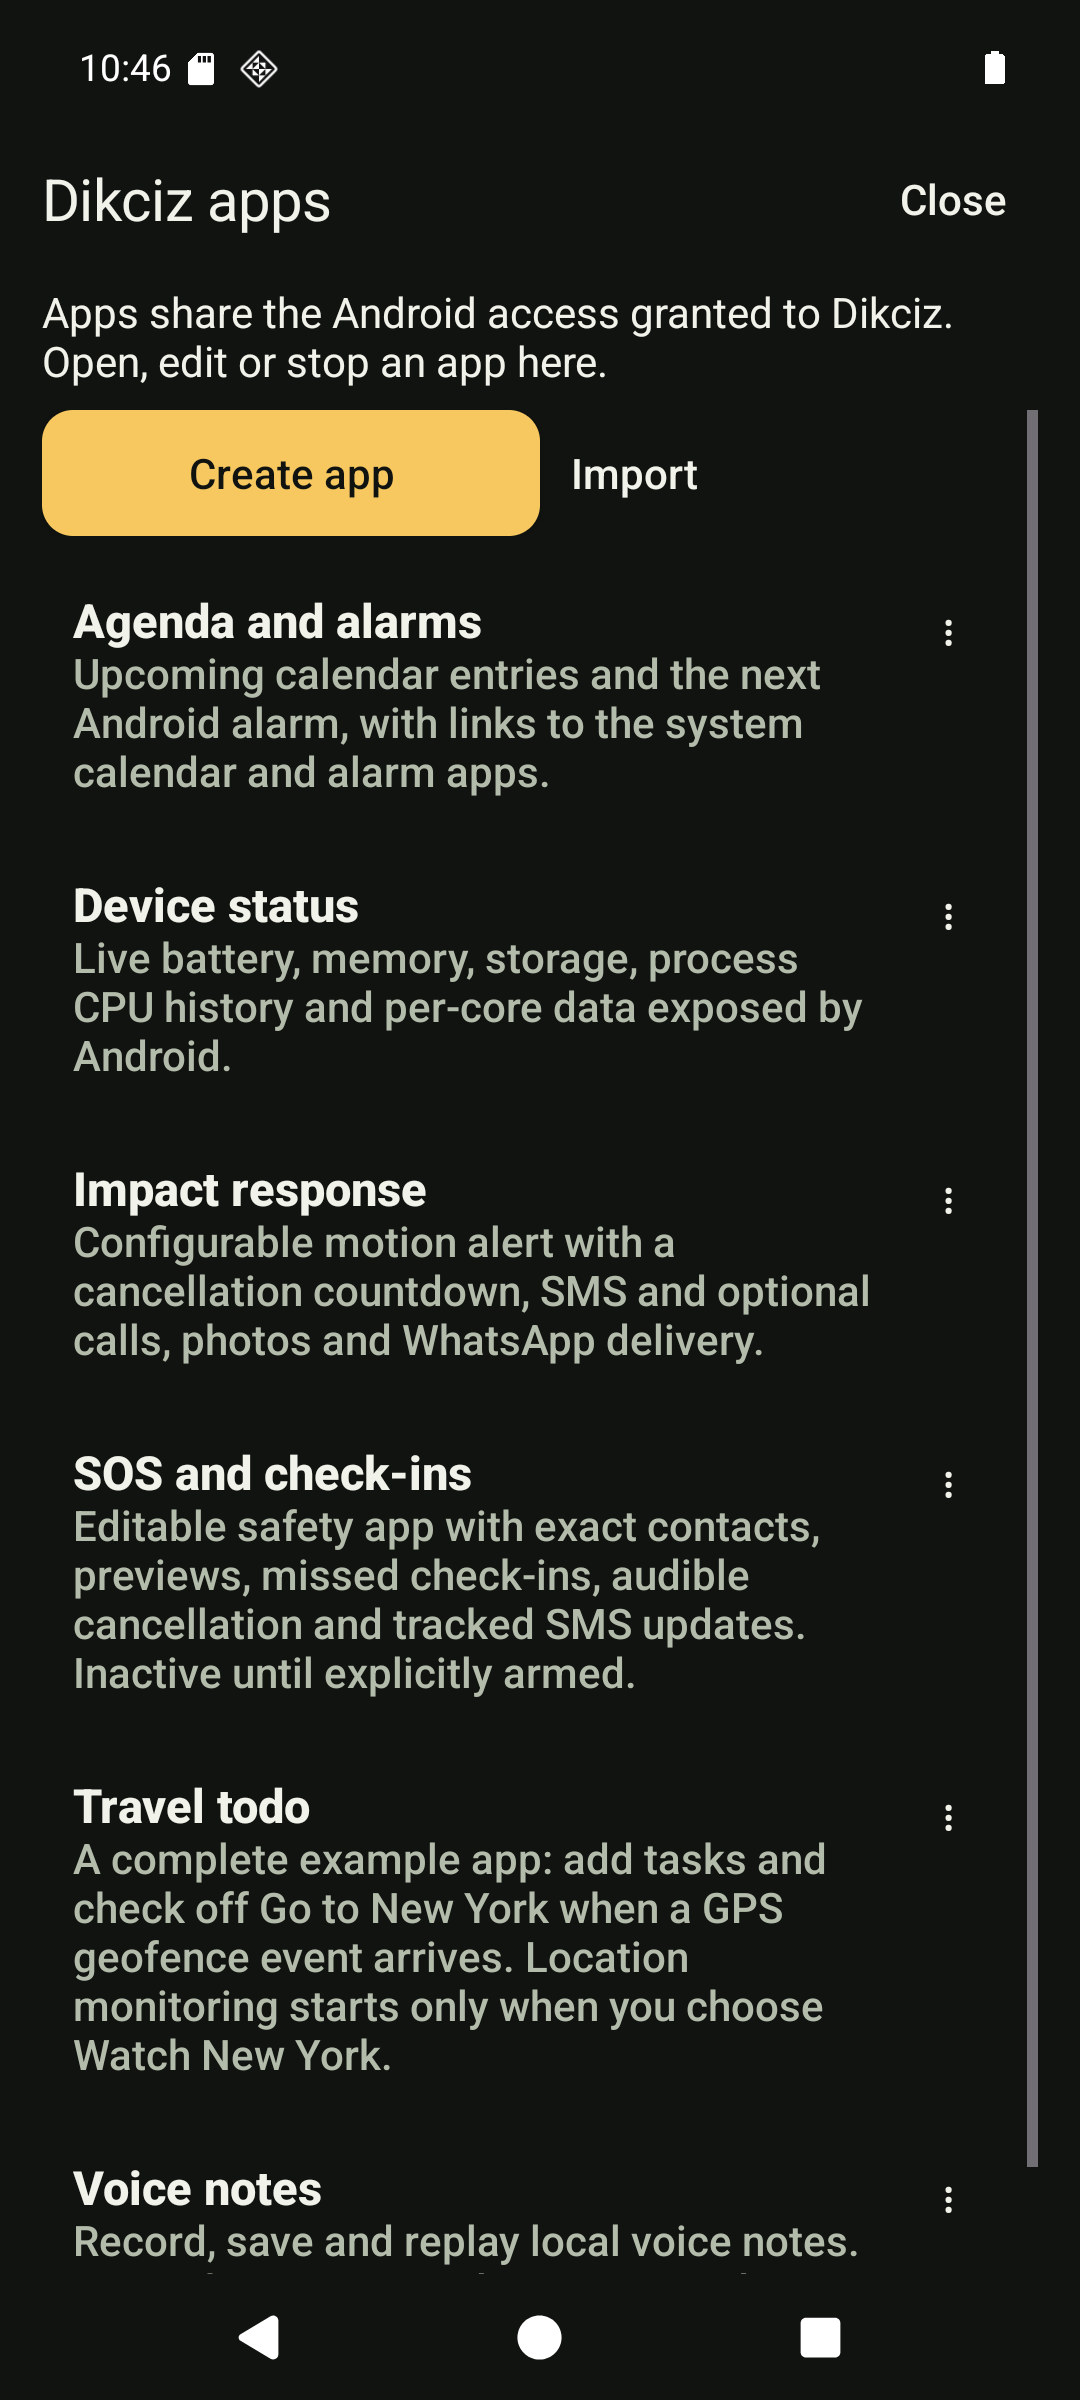 10:46
Dikciz apps
Close
Apps share the Android access granted to Dikciz.
Open, edit or stop an app here.
Create app
Import
Agenda and alarms
Upcoming calendar entries and the next
Android alarm, with links to the system
calendar and alarm apps.
Device status
Live battery, memory, storage, process
CPU history and per-core data exposed by
Android.
Impact response
Configurable motion alert with a
cancellation countdown, SMS and optional
calls, photos and WhatsApp delivery.
SOS and check-ins
Editable safety app with exact contacts,
previews, missed check-ins, audible
cancellation and tracked SMS updates.
Inactive until explicitly armed.
Travel todo
A complete example app: add tasks and
check off Go to New York when a GPS
geofence event arrives. Location
monitoring starts only when you choose
Watch New York.
Voice notes
Record, save and replay local voice notes.